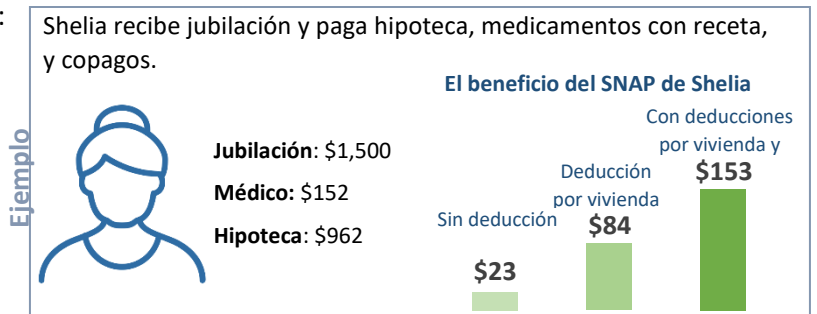 :
Shelia recibe jubilación y paga hipoteca, medicamentos con receta,
y copagos.
El beneficio del SNAP de Shelia
Ejemplo
Jubilación: $1,500
Médico: $152
Hipoteca: $962
Sin deducción
$23
Deducción
por vivienda
$84
Con deducciones
por vivienda y
$153